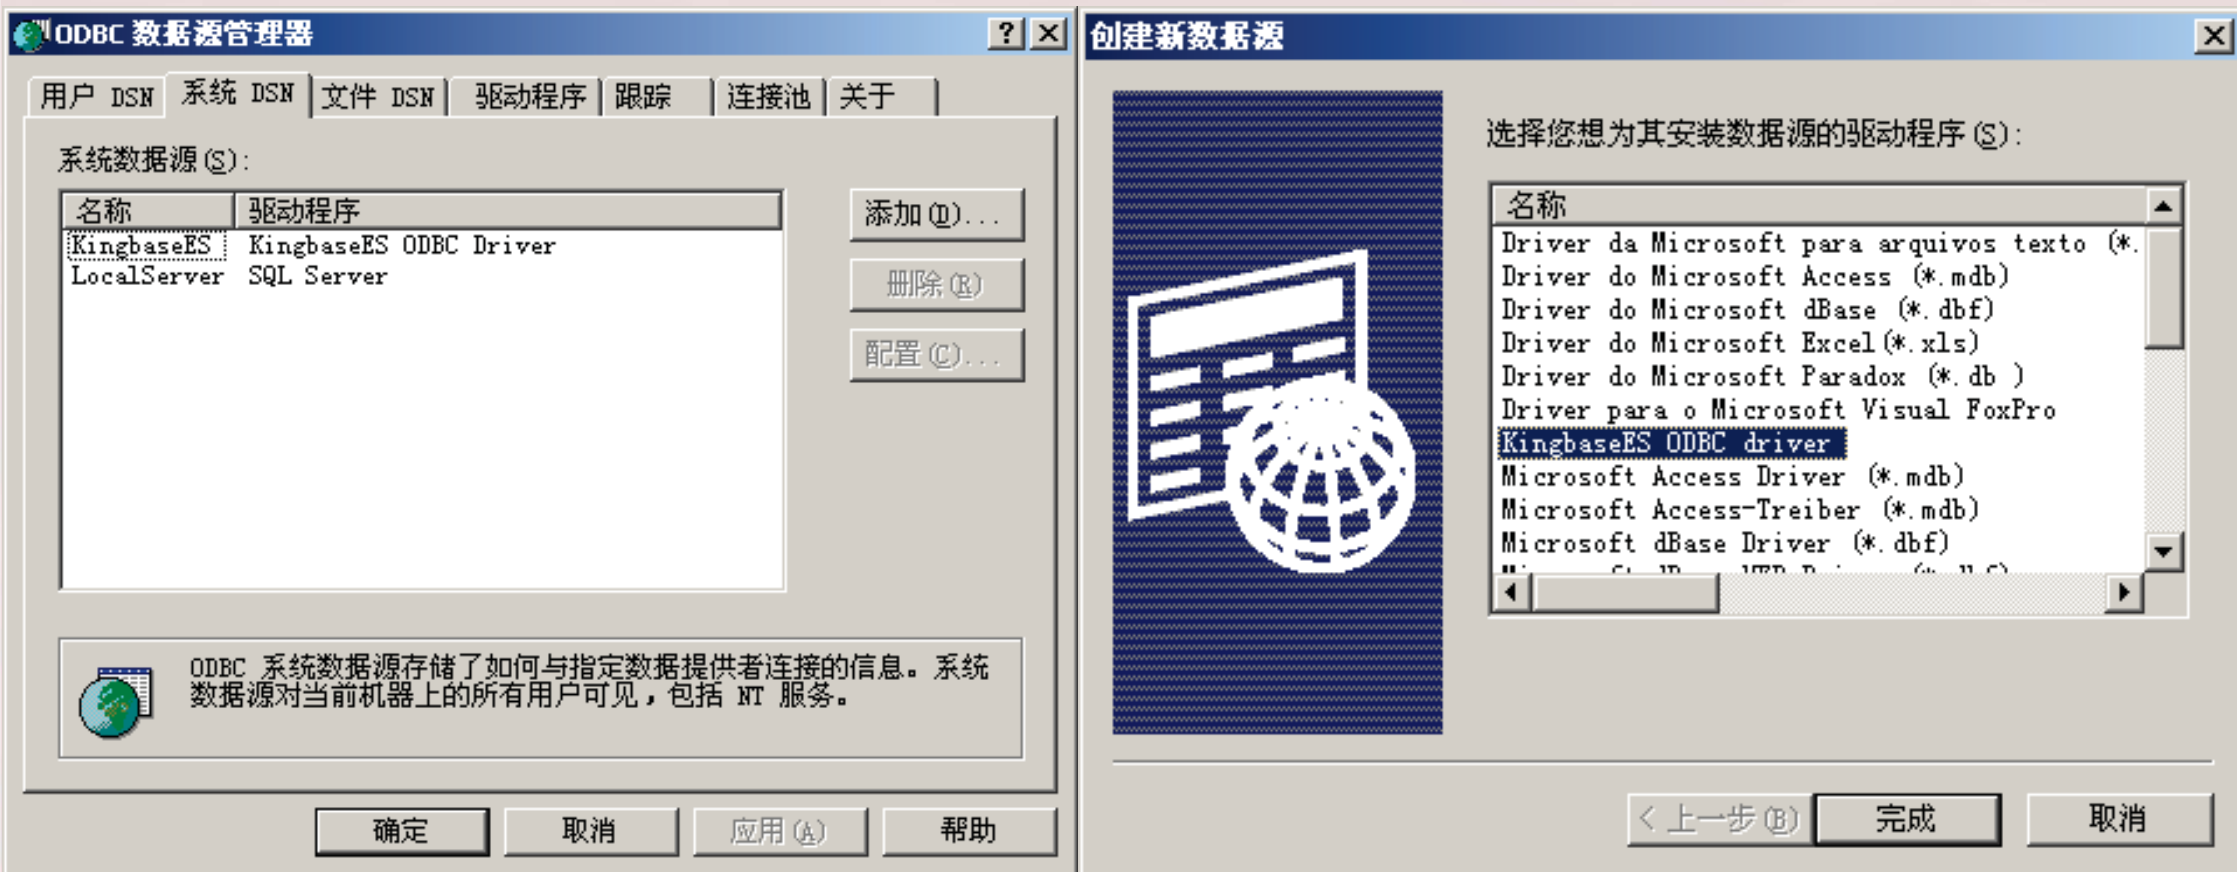 ODBC 数据源管理器
用户 DSN
系统 DSN
文件 DSN
驱动程序
跟踪
连接池
关于
系统数据源(S):
名称
驱动程序
KingbaseES
KingbaseES ODBC Driver
LocalServer
SQL Server
添加(D)...
删除(R)
配置(C)...
ODBC 系统数据源存储了如何与指定数据提供者连接的信息。系统
数据源对当前机器上的所有用户可见，包括 NT 服务。
确定
取消
应用(A)
帮助
创建新数据源
选择您想为其安装数据源的驱动程序(S):
名称
Driver da Microsoft para arquivos texto (*.
Driver do Microsoft Access (*.mdb)
Driver do Microsoft dBase (*.dbf)
Driver do Microsoft Excel(*.xls)
Driver do Microsoft Paradox (*.db )
Driver para o Microsoft Visual FoxPro
KingbaseES ODBC driver
Microsoft Access Driver (*.mdb)
Microsoft Access-Treiber (*.mdb)
Microsoft dBase Driver (*.dbf)
< 上一步(B)
完成
取消